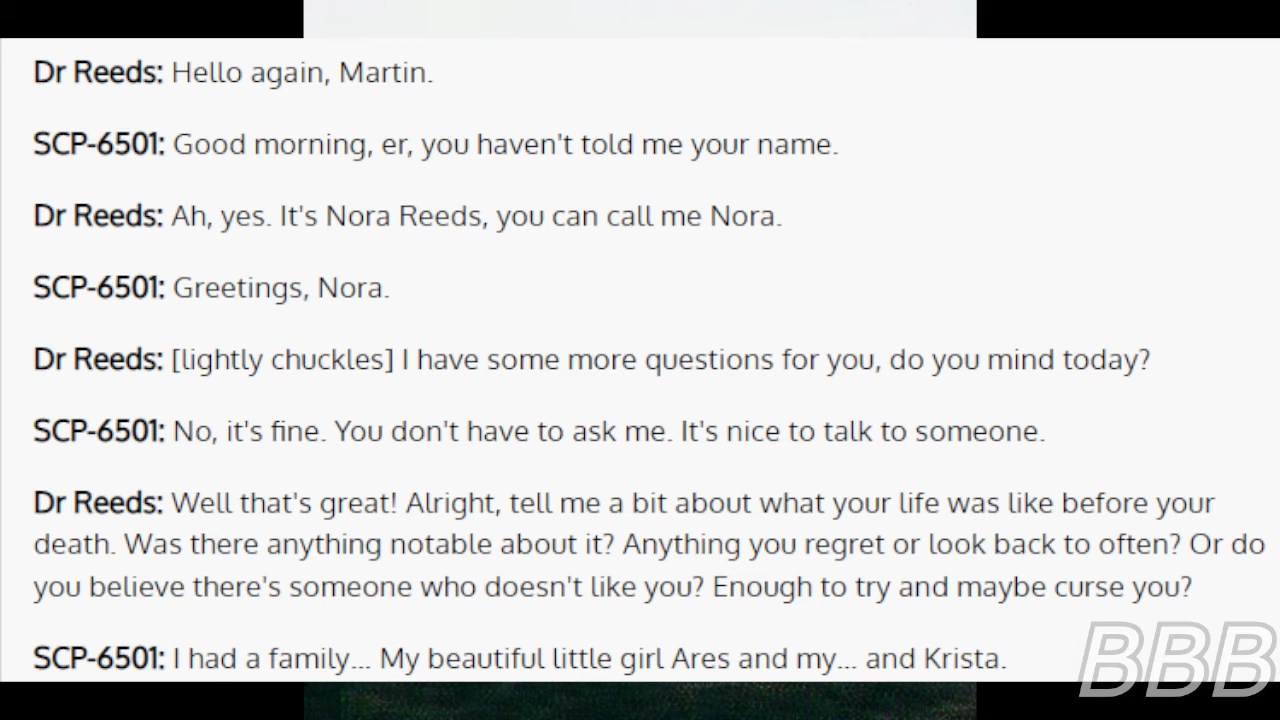 Dr Reeds: Hello again, Martin.
SCP-6501: Good morning, er, you haven't told me your name.
Dr Reeds: Ah, yes. It's Nora Reeds, you can call me Nora.
SCP-6501: Greetings, Nora.
Dr Reeds: [lightly chuckles] I have some more questions for you, do you mind today?
SCP-6501: No, it's fine. You don't have to ask me. It's nice to talk to someone.
Dr Reeds: Well that's great! Alright, tell me a bit about what your life was like before your
death. Was there anything notable about it? Anything you regret or look back to often? Or do
you believe there's someone who doesn't like you? Enough to try and maybe curse you?
SCP-6501: I had a family... My beautiful little girl Ares and my... and Krista.
BBB